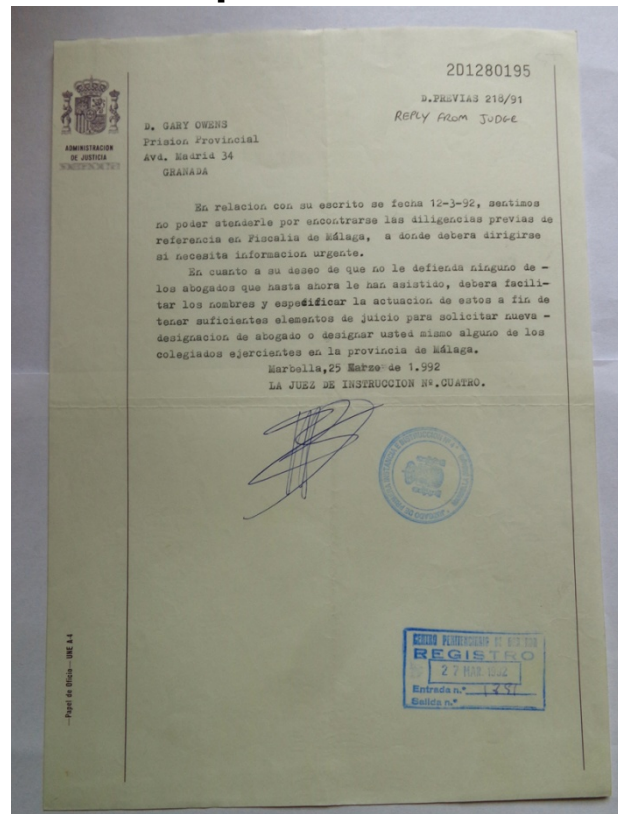 2D1280195
D.PREVIAS 218/91
REPLY FROM JUDGE
ADMINISTRACION
DE JUSTICIA
D. GARY OWENS
Prision Provincial
Avd. Madrid 34
GRANADA
En relacion con su escrito se fecha 12-3-92, sentimos
no poder atenderle por encontrarse las diligencias previas de
referencia en Fiscalia de Málaga, a donde debera dirigirse
si necesita informacion urgente.
En cuanto a su deseo de que no le defienda ninguno de -
los abogados que hasta ahora le han asistido, debera facili-
tar los nombres y especificar la actuacion de estos a fin de
tener suficientes elementos de juicio para solicitar nueva -
designacion de abogado o designar usted mismo alguno de los
colegiados ejercientes en la provincia de Málaga.
Marbella,25 Marzo de 1.992
LA JUEZ DE INSTRUCCION Nº.CUATRO.
REGISTRO
27 MAR 1992
Entrada n.º
Salida n.º
—Papel de Oficio— UNE A-4